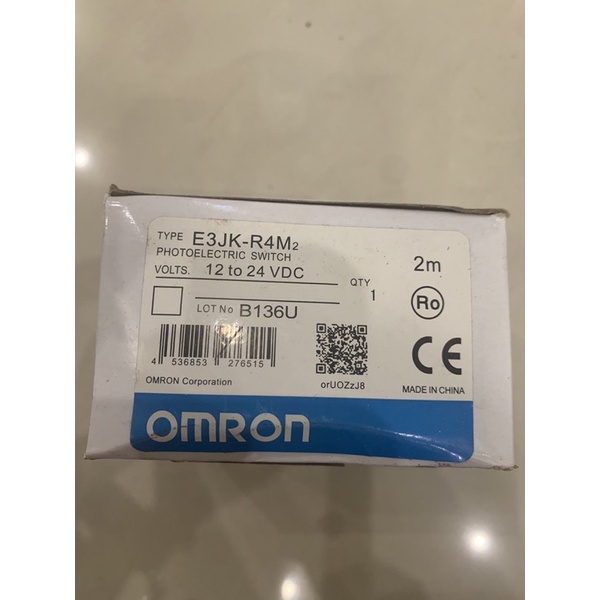 TYPE E3JK-R4M2
PHOTOELECTRIC SWITCH
VOLTS. 12 to 24 VDC
QTY
1
2m
Ro
LOT No B136U
4 536853 276515
orUOZzJ8
CE
OMRON Corporation
MADE IN CHINA
OMRON